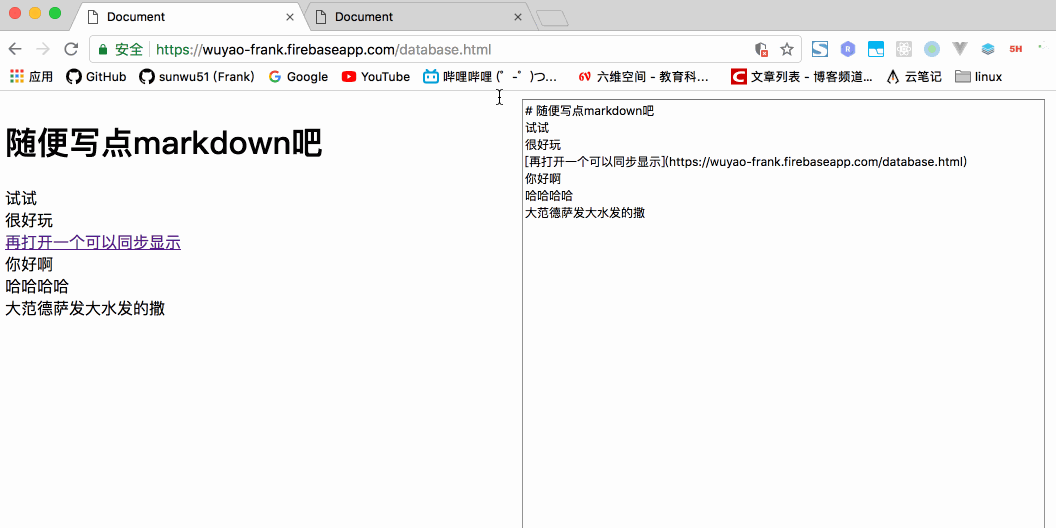 Document
Document
安全
https://wuyao-frank.firebaseapp.com/database.html
5H
应用
GitHub
sunwu51 (Frank)
Google
YouTube
哔哩哔哩 (゜-゜)つ...
六维空间 - 教育科...
文章列表 - 博客频道...
云笔记
linux
随便写点markdown吧
试试
很好玩
再打开一个可以同步显示
你好啊
哈哈哈哈
大范德萨发大水发的撒
# 随便写点markdown吧
试试
很好玩
[再打开一个可以同步显示](https://wuyao-frank.firebaseapp.com/database.html)
你好啊
哈哈哈哈
大范德萨发大水发的撒